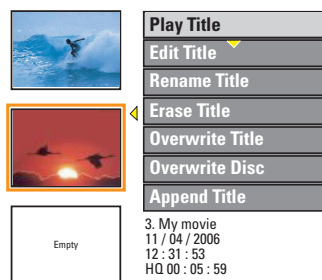 Play Title
Edit Title
Rename Title
Erase Title
Overwrite Title
Overwrite Disc
Append Title
Empty
3. My movie
11 / 04 / 2006
12 : 31 : 53
HQ 00 : 05 : 59